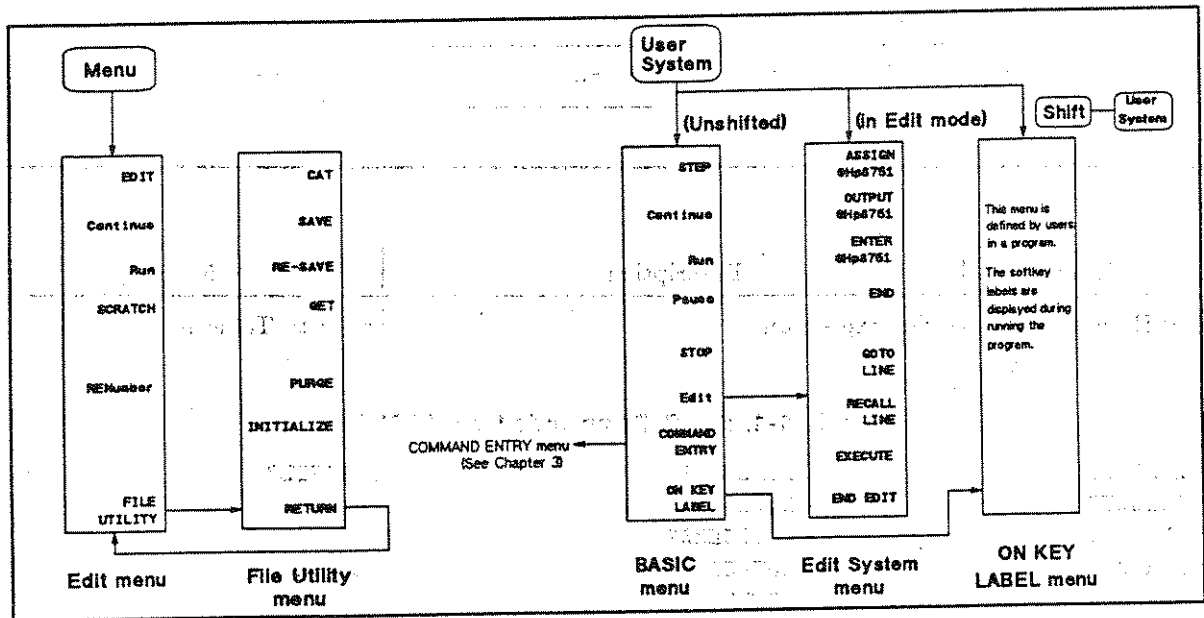 Menu
EDIT
Continue
Run
SCRATCH
RENumber
FILE
UTILITY
Edit menu
CAT
SAVE
RE-SAVE
GET
PURGE
INITIALIZE
RETURN
File Utility
menu
User
System
(Unshifted)
(in Edit mode)
Shift
User
System
STEP
Continue
Run
Pause
STOP
Edit
COMMAND
ENTRY
ON KEY
LABEL
COMMAND ENTRY menu
(See Chapter 3)
BASIC
menu
ASSIGN
@Hp8751
OUTPUT
@Hp8751
ENTER
@Hp8751
END
GOTO
LINE
RECALL
LINE
EXECUTE
END EDIT
Edit System
menu
This menu is
defined by users
in a program.
The softkey
labels are
displayed during
running the
program.
ON KEY
LABEL menu